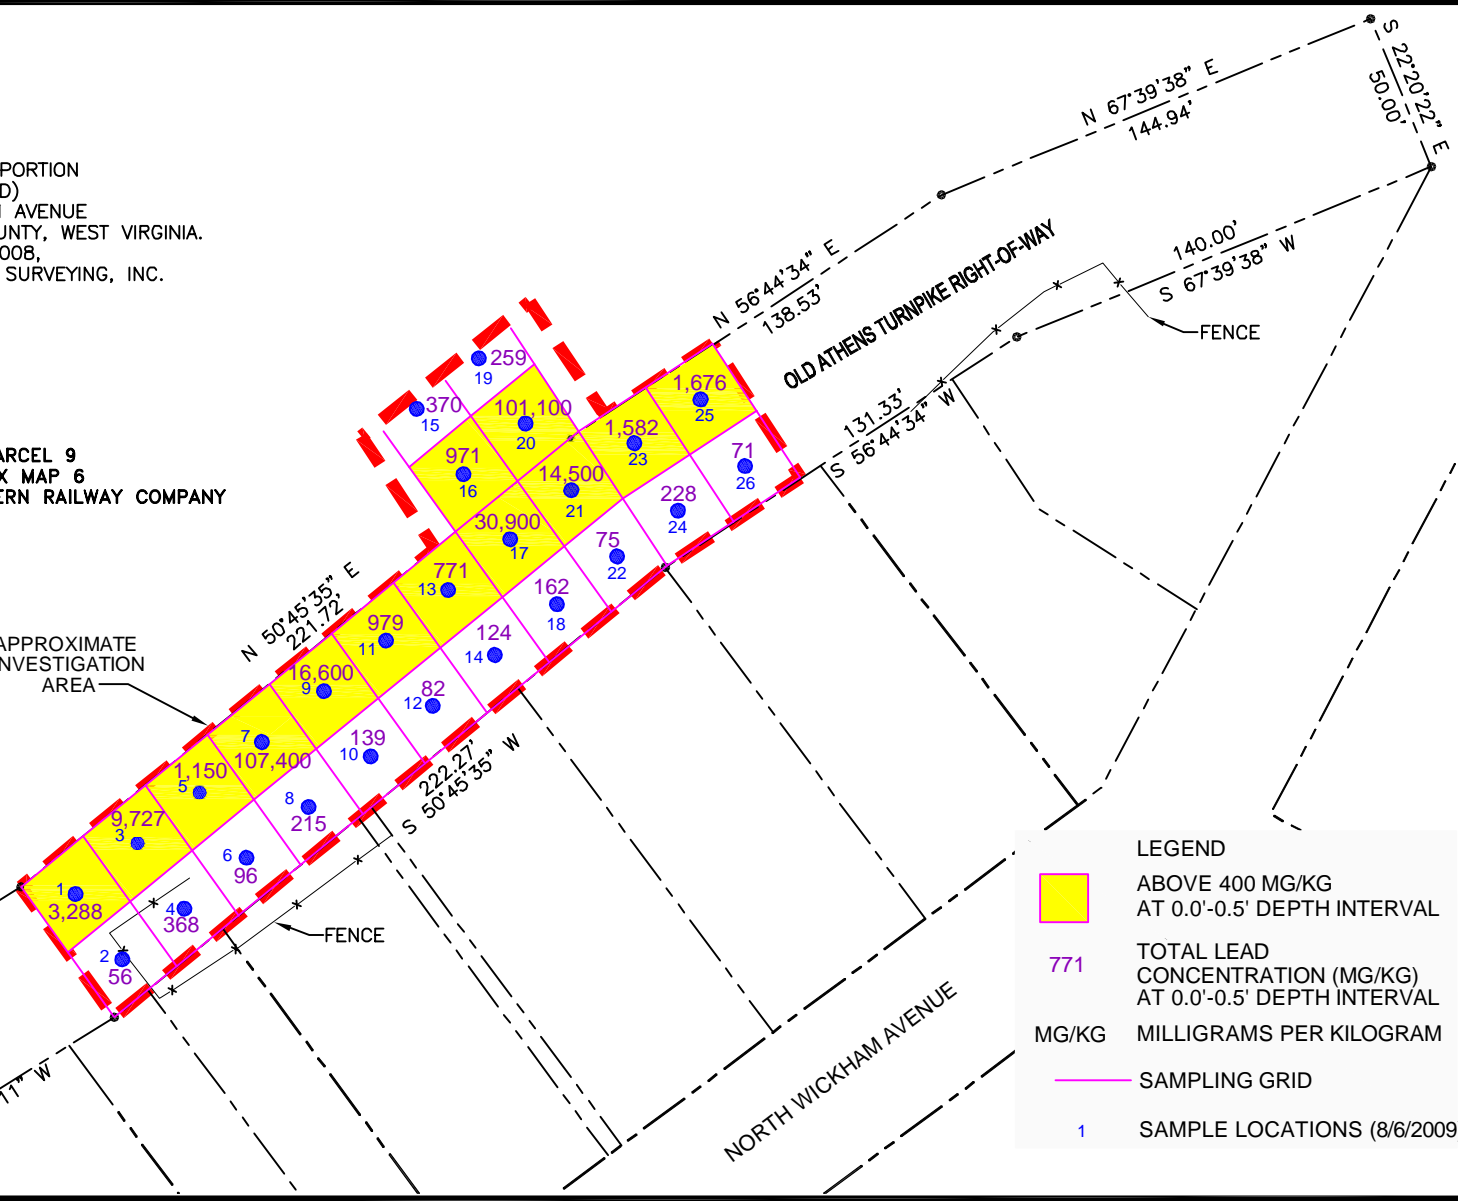 PORTION
D)
AVENUE
UNTY, WEST VIRGINIA.
008,
SURVEYING, INC.
ARCEL 9
X MAP 6
ERN RAILWAY COMPANY
APPROXIMATE
NVESTIGATION
AREA
N 67°39'38" E
144.94'
S 22°20'22" E
50.00'
N 56°44'34" E
138.53'
OLD ATHENS TURNPIKE RIGHT-OF-WAY
140.00'
S 67°39'38" W
FENCE
131.33'
S 56°44'34" W
N 50°45'35" E
221.72'
222.27'
S 50°45'35" W
FENCE
11" W
NORTH WICKHAM AVENUE
259
19
370
15
101,100
20
971
16
1,676
25
1,582
23
71
26
14,500
21
228
24
30,900
17
75
22
771
13
162
18
979
11
124
14
16,600
9
82
12
7
107,400
139
10
1,150
5
8
215
9,727
3
6
96
1
3,288
4
368
2
56
LEGEND
ABOVE 400 MG/KG
AT 0.0'-0.5' DEPTH INTERVAL
771
TOTAL LEAD
CONCENTRATION (MG/KG)
AT 0.0'-0.5' DEPTH INTERVAL
MG/KG MILLIGRAMS PER KILOGRAM
SAMPLING GRID
1 SAMPLE LOCATIONS (8/6/2009